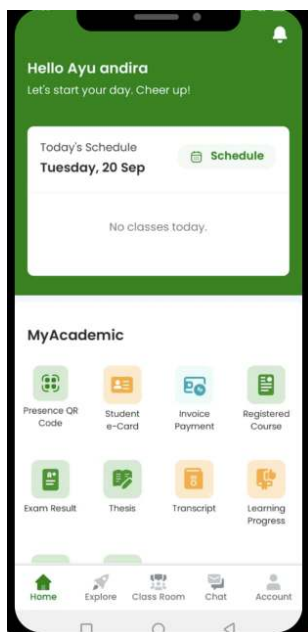 Hello Ayu andira
Let's start your day. Cheer up!
Today's Schedule
Schedule
Tuesday, 20 Sep
No classes today.
MyAcademic
Presence QR
Code
Student
e-Card
Invoice
Payment
Registered
Course
Exam Result
Thesis
Transcript
Learning
Progress
Home
Explore
Class Room
Chat
Account